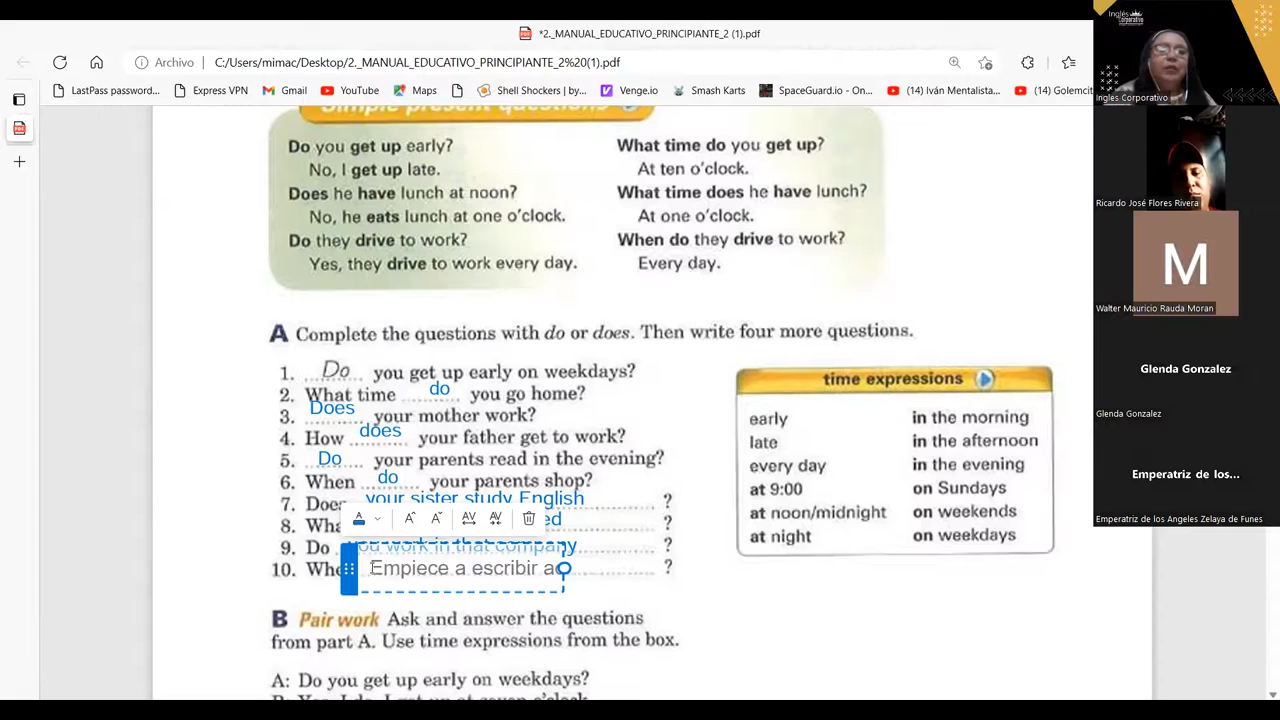 *2._MANUAL_EDUCATIVO_PRINCIPIANTE_2 (1).pdf
Archivo C:/Users/mimac/Desktop/2._MANUAL_EDUCATIVO_PRINCIPIANTE_2%20(1).pdf
LastPass password... Express VPN Gmail YouTube Maps Shell Shockers | by... Venge.io Smash Karts SpaceGuard.io - On... (14) Iván Mentalista... (14) Golemcit
Simple present questions
Do you get up early?
No, I get up late.
Does he have lunch at noon?
No, he eats lunch at one o'clock.
Do they drive to work?
Yes, they drive to work every day.
What time do you get up?
At ten o'clock.
What time does he have lunch?
At one o'clock.
When do they drive to work?
Every day.
A Complete the questions with do or does. Then write four more questions.
1. Do you get up early on weekdays?
2. What time do you go home?
3. Does your mother work?
4. How does your father get to work?
5. Do your parents read in the evening?
6. When do your parents shop?
7. Does your sister study English ?
8. Wha ed ?
9. Do you work in that company ?
10. Whe Empiece a escribir ac ?
time expressions
early in the morning
late in the afternoon
every day in the evening
at 9:00 on Sundays
at noon/midnight on weekends
at night on weekdays
B Pair work Ask and answer the questions
from part A. Use time expressions from the box.
A: Do you get up early on weekdays?
Inglés Corporativo
Ingles Corporativo
Ricardo José Flores Rivera
M
Walter Mauricio Rauda Moran
Glenda Gonzalez
Glenda Gonzalez
Emperatriz de los...
Emperatriz de los Angeles Zelaya de Funes